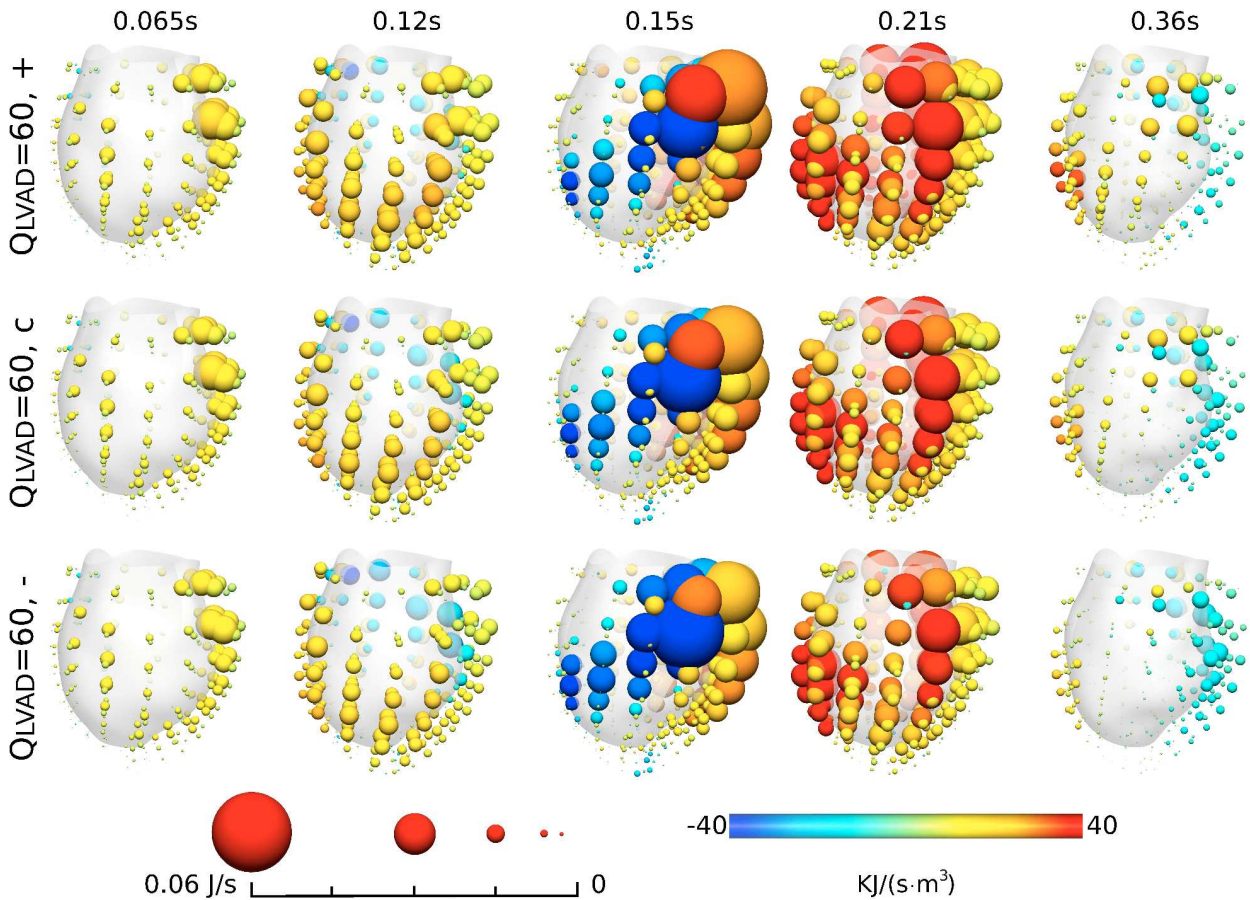 0.065s 0.12s 0.15s 0.21s 0.36s
QLVAD=60, +
QLVAD=60, c
QLVAD=60, -
0.06 J/s 0
-40 40
KJ/(s·m³)